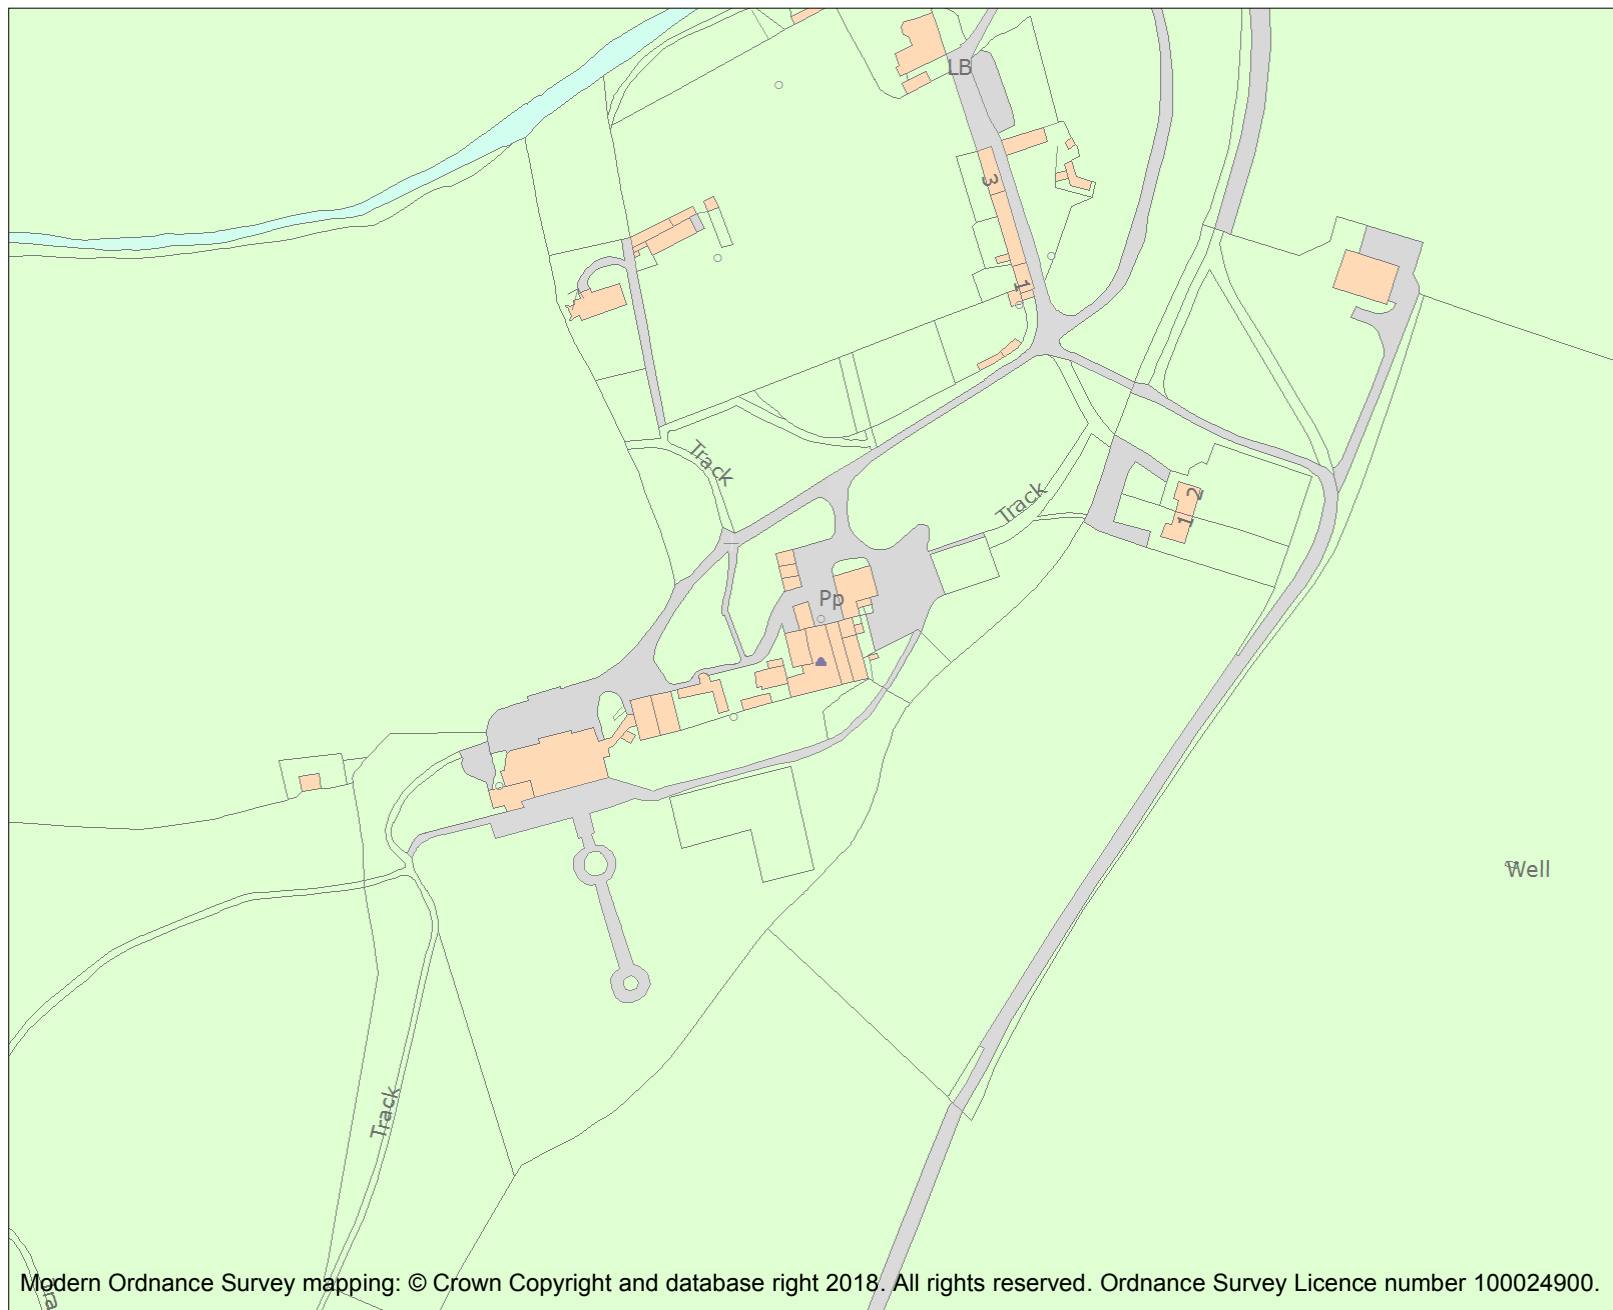 LB
3
1
Track
Track
2
1
Pp
Well
Track
Tra
Modern Ordnance Survey mapping: © Crown Copyright and database right 2018. All rights reserved. Ordnance Survey Licence number 100024900.